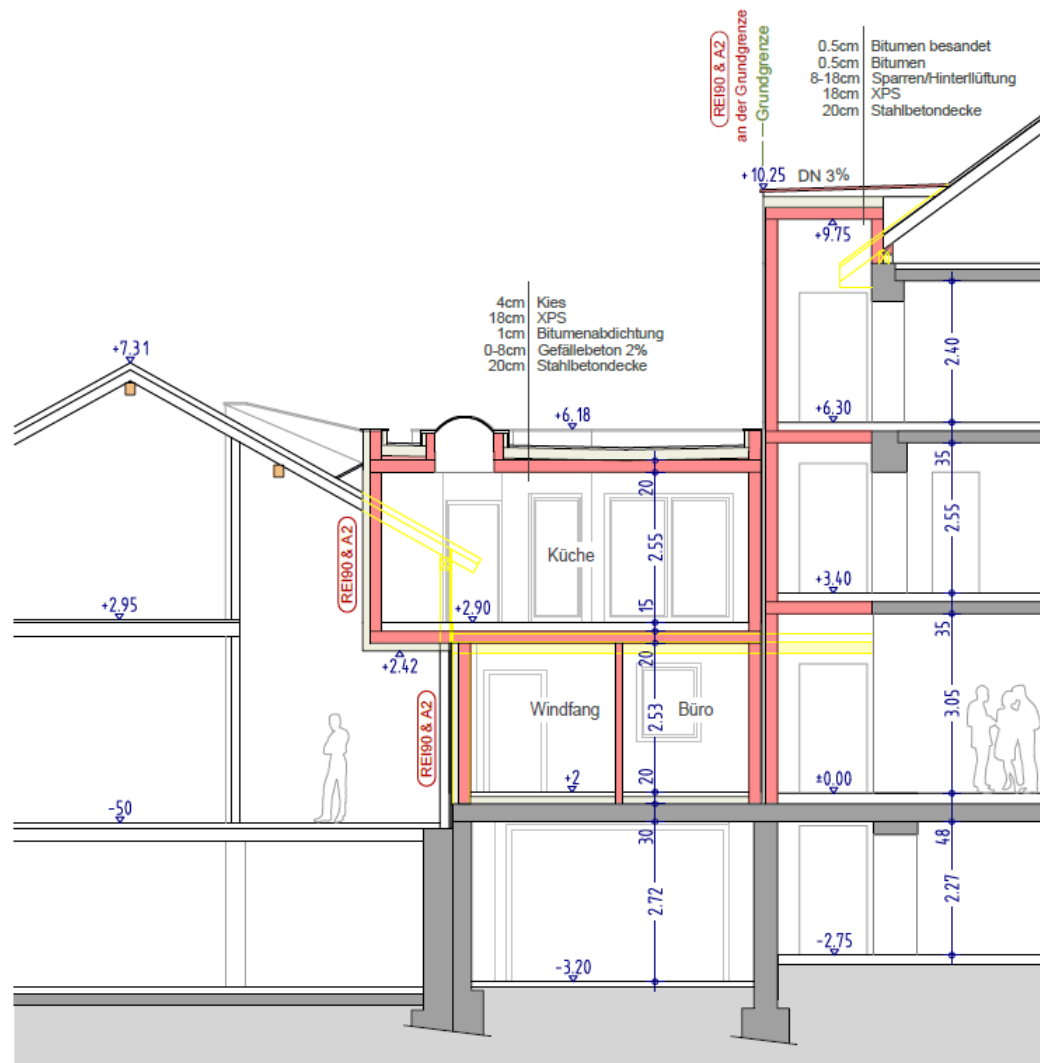 REI90 & A2
an der Grundgrenze
Grundgrenze
0.5cm Bitumen besandet
0.5cm Bitumen
8-18cm Sparren/Hinterllüftung
18cm XPS
20cm Stahlbetondecke
+10.25 DN 3%
+9.75
4cm Kies
18cm XPS
1cm Bitumenabdichtung
0-8cm Gefällebeton 2%
20cm Stahlbetondecke
+7.31
2.40
+6.18
+6.30
35
20
REI90 & A2
Küche
2.55
2.55
+3.40
+2.95
+2.90
15
35
+2.42
20
REI90 & A2
Windfang
2.53
Büro
3.05
+2
20
±0.00
-50
30
48
2.72
2.27
-2.75
-3.20